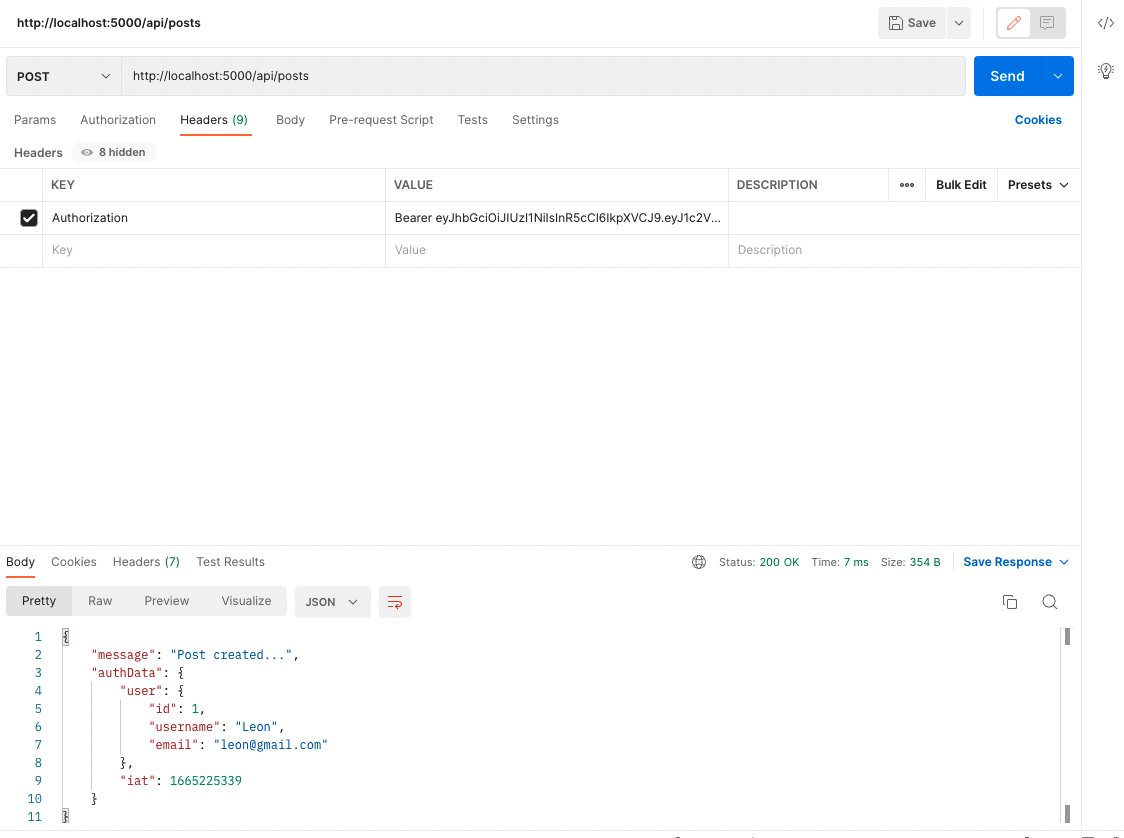 http://localhost:5000/api/posts
Save
POST
http://localhost:5000/api/posts
Send
Params Authorization Headers (9) Body Pre-request Script Tests Settings Cookies
Headers 8 hidden
KEY VALUE DESCRIPTION ••• Bulk Edit Presets
Authorization Bearer eyJhbGciOiJIUzI1NiIsInR5cCI6IkpXVCJ9.eyJ1c2V...
Key Value Description
Body Cookies Headers (7) Test Results Status: 200 OK Time: 7 ms Size: 354 B Save Response
Pretty Raw Preview Visualize JSON
1 {
2 "message": "Post created...",
3 "authData": {
4 "user": {
5 "id": 1,
6 "username": "Leon",
7 "email": "leon@gmail.com"
8 },
9 "iat": 1665225339
10 }
11 }